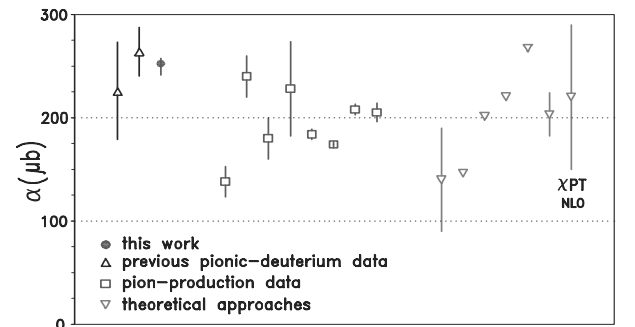 300
200
100
0
α(μb)
χPT
NLO
this work
previous pionic-deuterium data
pion-production data
theoretical approaches